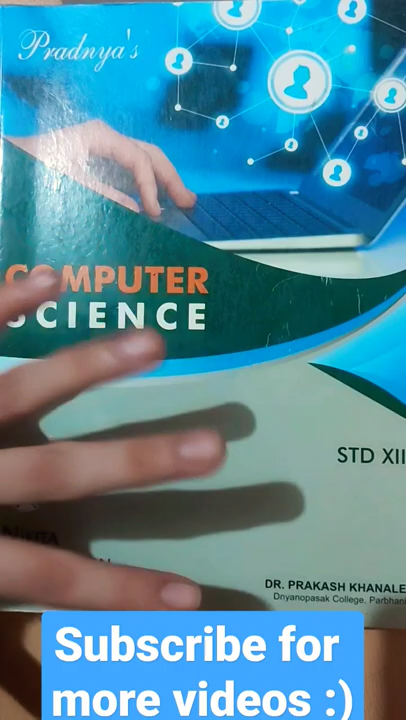 Pradnya's
COMPUTER
SCIENCE
STD XII
DR. PRAKASH KHANALE
Dnyanopasak College, Parbhani
Subscribe for
more videos :)